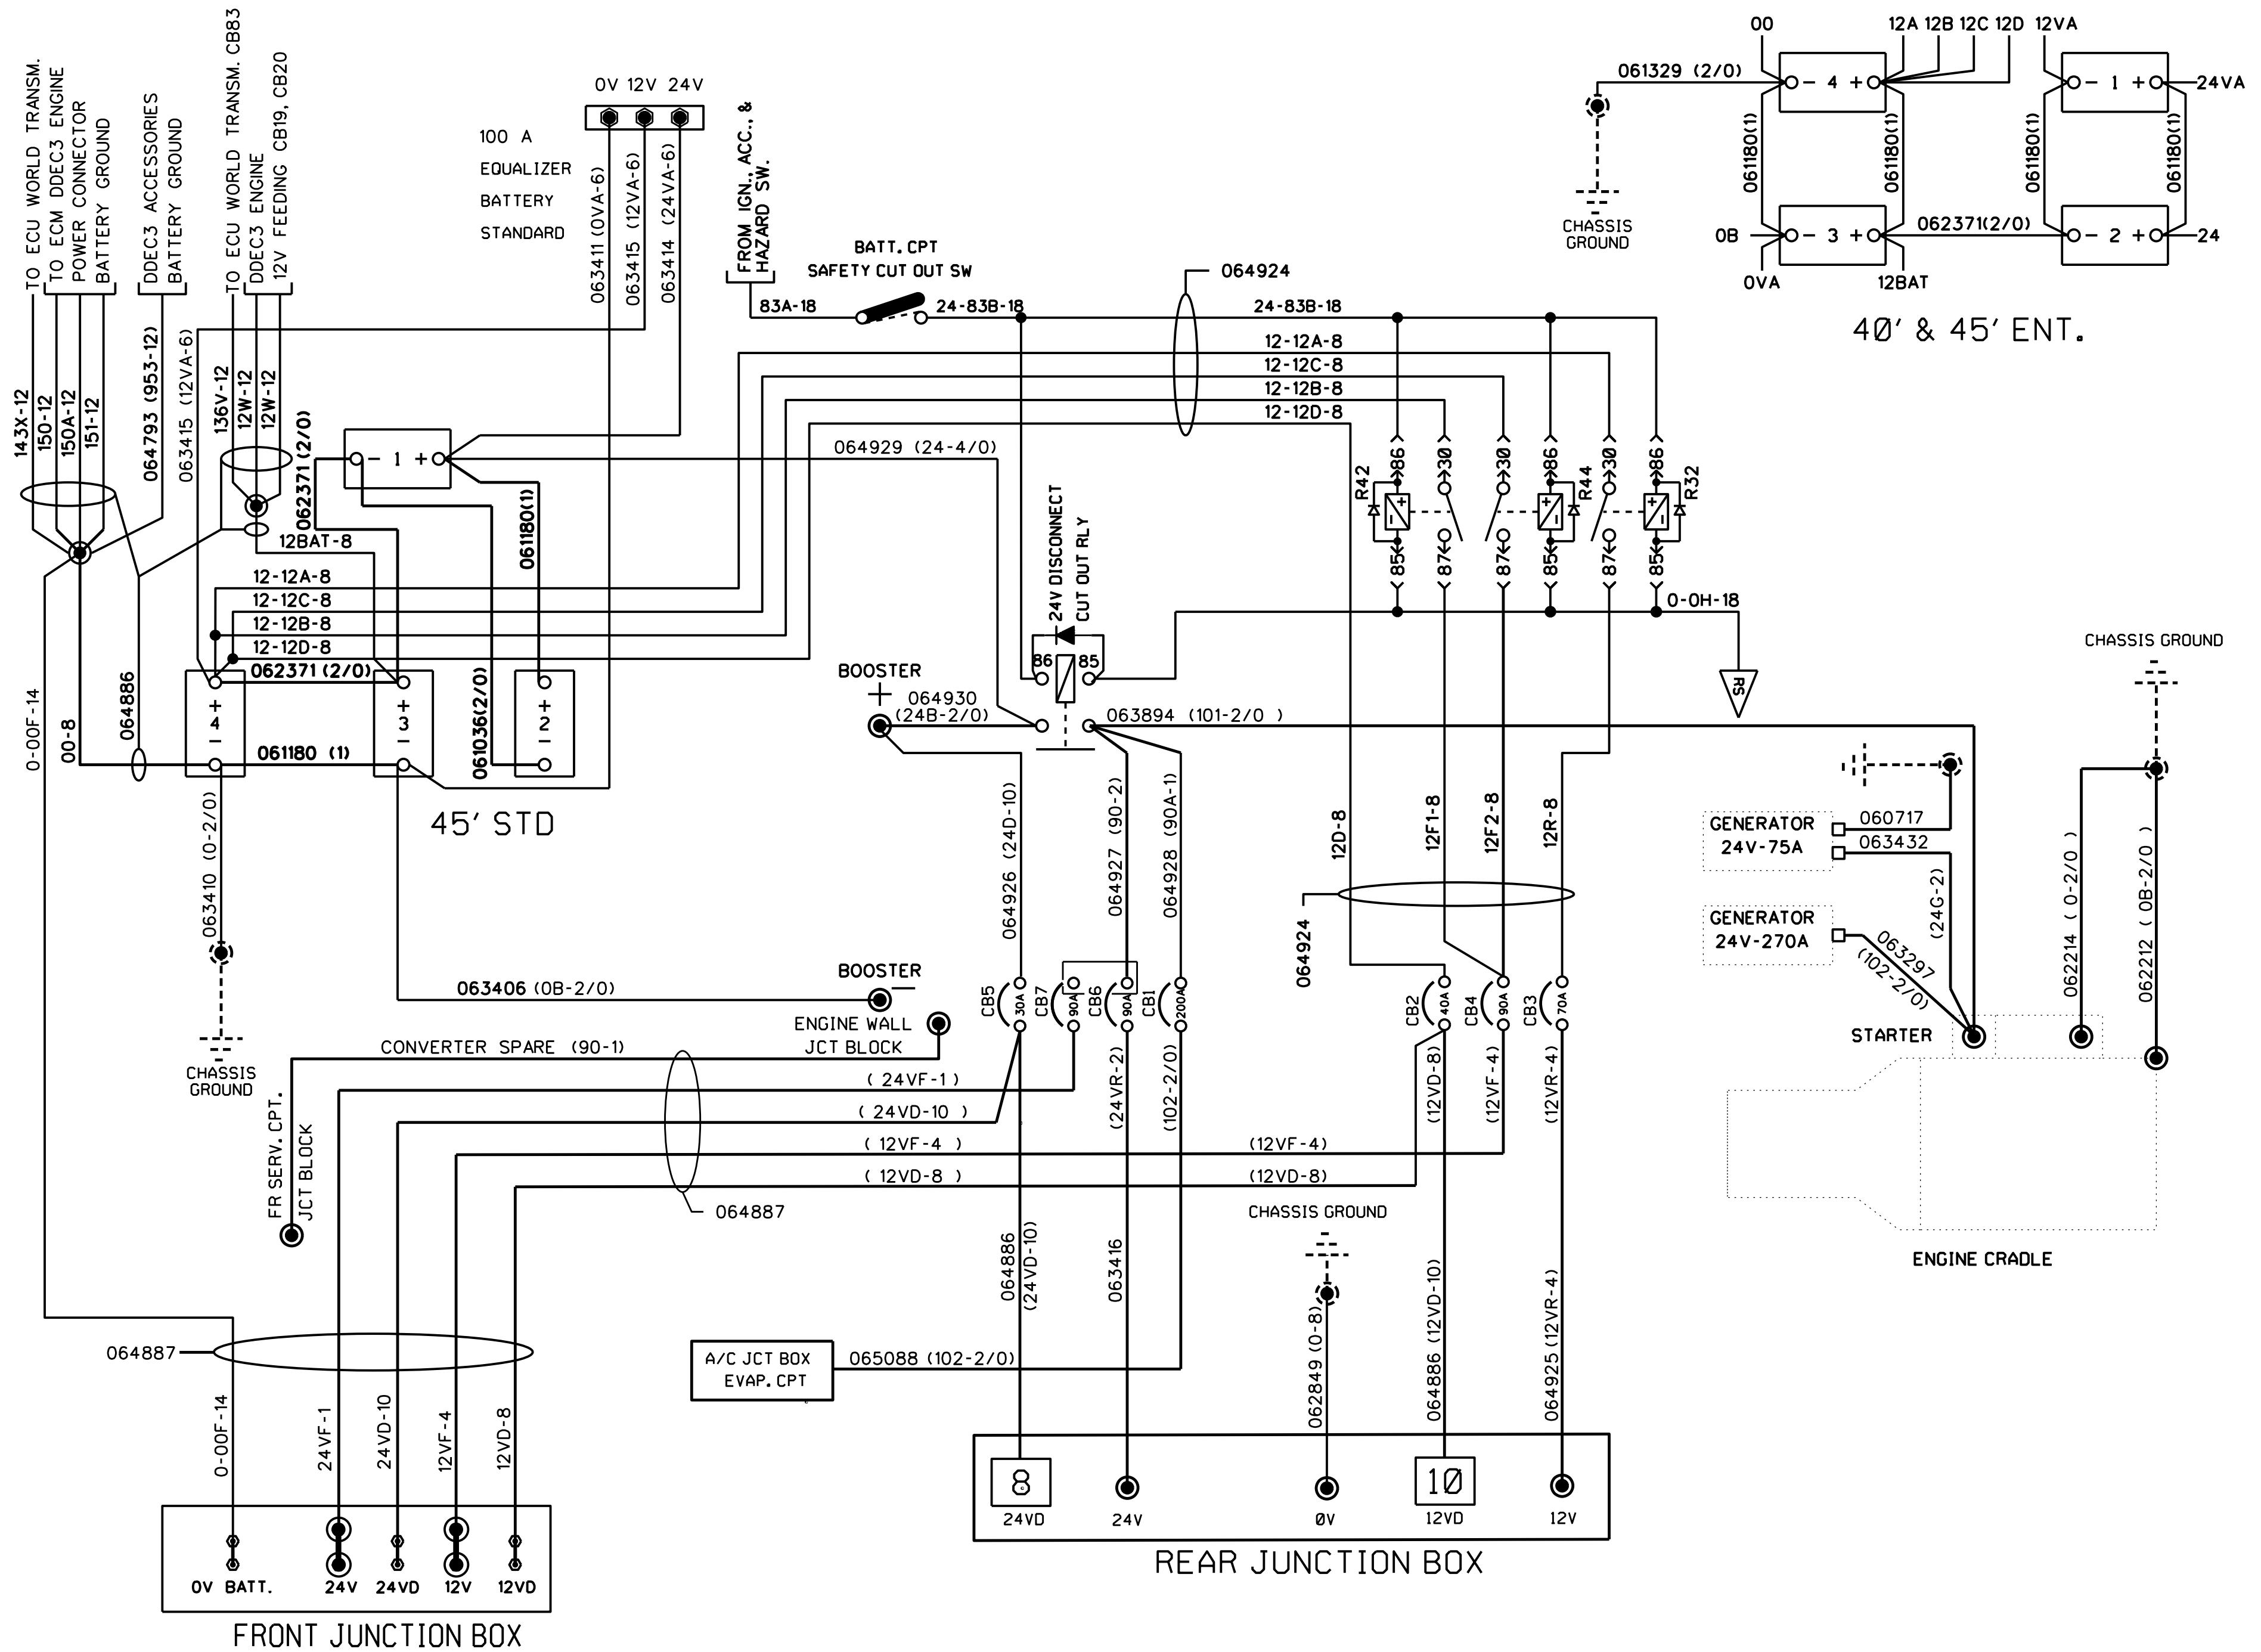 TO ECU WORLD TRANSM.
TO ECM DDEC3 ENGINE
POWER CONNECTOR
BATTERY GROUND
DDEC3 ACCESSORIES
BATTERY GROUND
TO ECU WORLD TRANSM. CB83
DDEC3 ENGINE
12V FEEDING CB19, CB20
143X-12
150-12
150A-12
151-12
064793 (953-12)
063415 (12VA-6)
136V-12
12W-12
12W-12
062371 (2/0)
100 A
EQUALIZER
BATTERY
STANDARD
0V 12V 24V
063411 (0VA-6)
063415 (12VA-6)
063414 (24VA-6)
FROM IGN., ACC., &
HAZARD SW.
BATT. CPT
SAFETY CUT OUT SW
83A-18
24-83B-18
24-83B-18
064924
12-12A-8
12-12C-8
12-12B-8
12-12D-8
00
12A 12B 12C 12D 12VA
061329 (2/0)
- 4 +
- 1 +
24VA
061180(1)
061180(1)
061180(1)
061180(1)
CHASSIS
GROUND
0B
- 3 +
062371(2/0)
- 2 +
24
0VA
12BAT
40' & 45' ENT.
- 1 +
064929 (24-4/0)
061180(1)
12BAT-8
12-12A-8
12-12C-8
12-12B-8
12-12D-8
062371 (2/0)
+
4
-
+
3
-
+
2
-
061180 (1)
061036(2/0)
45' STD
0-00F-14
00-8
064886
063410 (0-2/0)
CHASSIS
GROUND
24V DISCONNECT
CUT OUT RLY
86 85
R42
86
30
30
86
R44
30
86
R32
+
-
+
-
+
-
85
87
87
85
87
85
0-0H-18
RS
BOOSTER
+
064930
(24B-2/0)
063894 (101-2/0 )
064926 (24D-10)
064927 (90-2)
064928 (90A-1)
12D-8
12F1-8
12F2-8
12R-8
064924
CHASSIS GROUND
GENERATOR
24V-75A
060717
063432
(24G-2)
GENERATOR
24V-270A
063297
(102-2/0)
062214 ( 0-2/0 )
062212 ( 0B-2/0 )
STARTER
ENGINE CRADLE
063406 (0B-2/0)
BOOSTER
-
ENGINE WALL
JCT BLOCK
CB5
30A
CB7
90A
CB6
90A
CB1
200A
CB2
40A
CB4
90A
CB3
70A
CONVERTER SPARE (90-1)
( 24VF-1 )
( 24VD-10 )
( 12VF-4 )
(12VF-4)
( 12VD-8 )
(12VD-8)
064887
FR SERV. CPT.
JCT BLOCK
(24VR-2)
(102-2/0)
(12VD-8)
(12VF-4)
(12VR-4)
064886
(24VD-10)
063416
CHASSIS GROUND
062849 (0-8)
064886 (12VD-10)
064925 (12VR-4)
A/C JCT BOX
EVAP. CPT
065088 (102-2/0)
064887
0-00F-14
24VF-1
24VD-10
12VF-4
12VD-8
8
10
24VD
24V
0V
12VD
12V
REAR JUNCTION BOX
0V BATT.
24V
24VD
12V
12VD
FRONT JUNCTION BOX